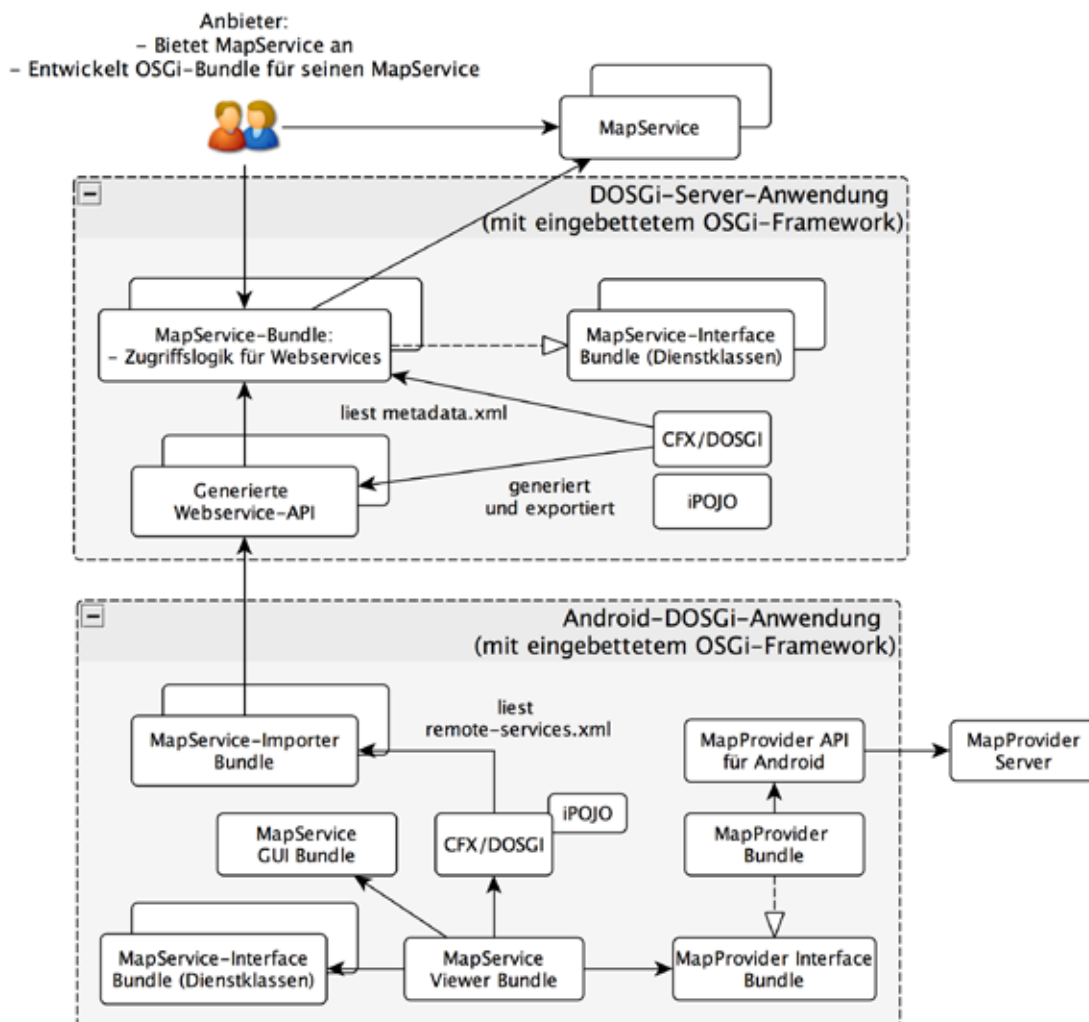 Anbieter:
– Bietet MapService an
– Entwickelt OSGi-Bundle für seinen MapService
MapService
DOSGi-Server-Anwendung
(mit eingebettetem OSGi-Framework)
MapService-Bundle:
– Zugriffslogik für Webservices
MapService-Interface
Bundle (Dienstklassen)
liest metadata.xml
CFX/DOSGI
Generierte
Webservice-API
generiert
und exportiert
iPOJO
Android-DOSGi-Anwendung
(mit eingebettetem OSGi-Framework)
liest
remote-services.xml
MapService-Importer
Bundle
MapProvider API
für Android
MapProvider
Server
iPOJO
MapService
GUI Bundle
CFX/DOSGI
MapProvider
Bundle
MapService-Interface
Bundle (Dienstklassen)
MapService
Viewer Bundle
MapProvider Interface
Bundle